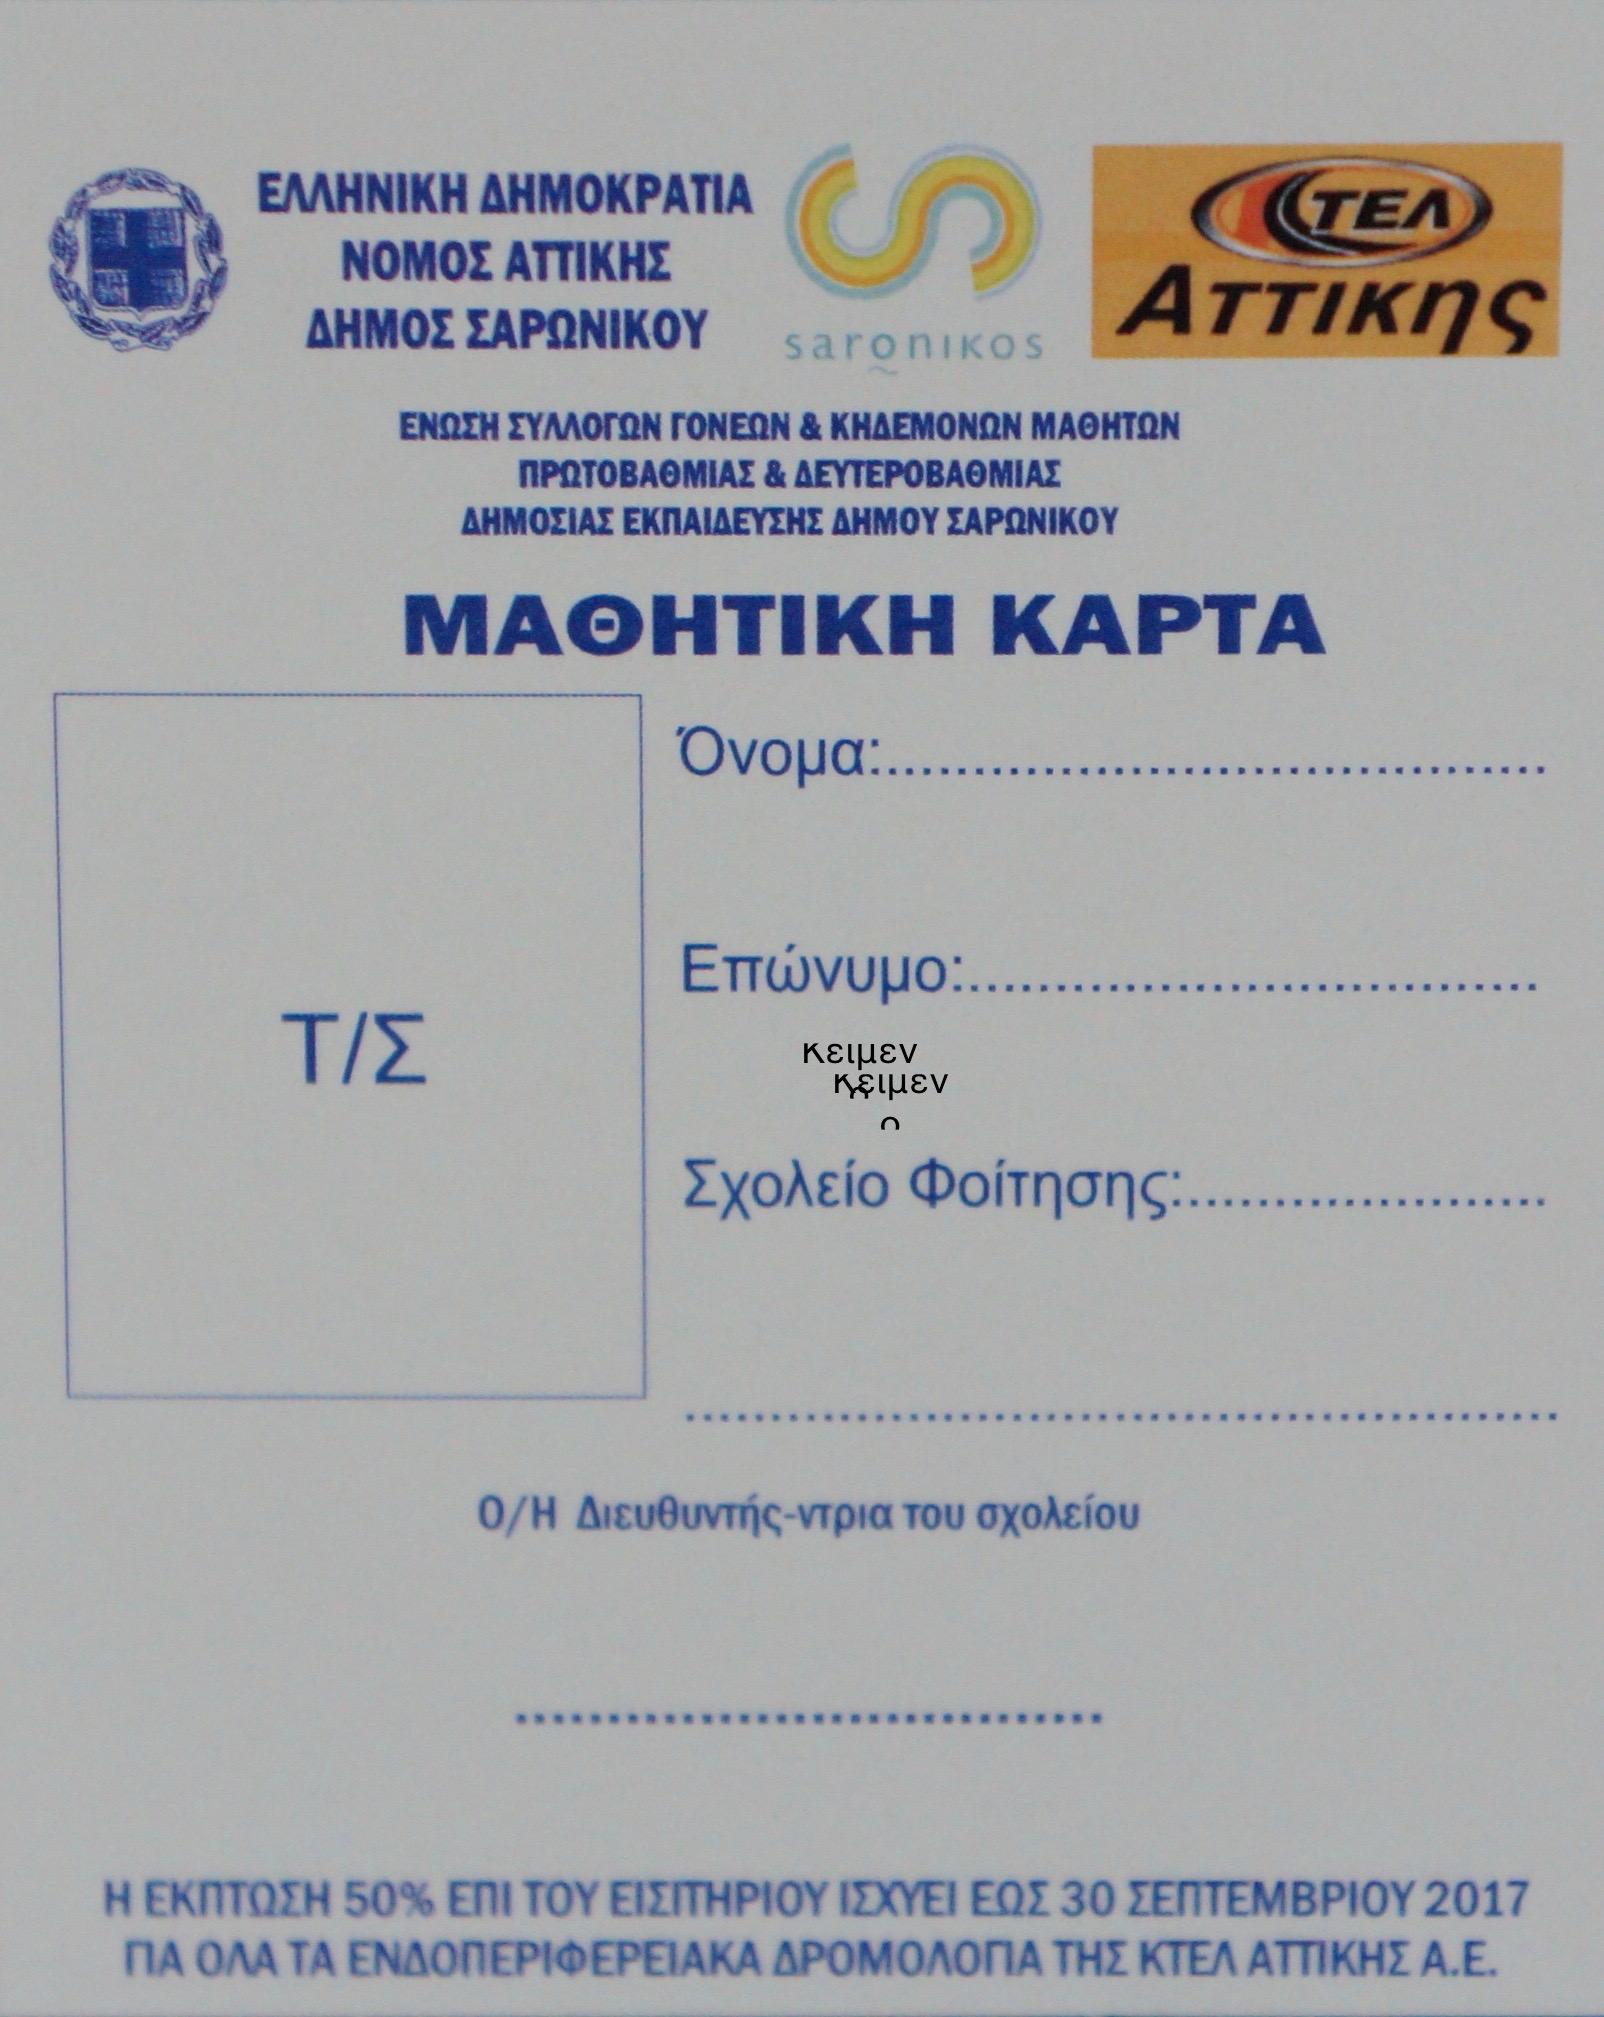 ΕΛΛΗΝΙΚΗ ΔΗΜΟΚΡΑΤΙΑ
ΝΟΜΟΣ ΑΤΤΙΚΗΣ
ΔΗΜΟΣ ΣΑΡΩΝΙΚΟΥ
saronikos
ΚΤΕΛ
ΑΤΤΙΚης
ΕΝΩΣΗ ΣΥΛΛΟΓΩΝ ΓΟΝΕΩΝ & ΚΗΔΕΜΟΝΩΝ ΜΑΘΗΤΩΝ
ΠΡΩΤΟΒΑΘΜΙΑΣ & ΔΕΥΤΕΡΟΒΑΘΜΙΑΣ
ΔΗΜΟΣΙΑΣ ΕΚΠΑΙΔΕΥΣΗΣ ΔΗΜΟΥ ΣΑΡΩΝΙΚΟΥ
ΜΑΘΗΤΙΚΗ ΚΑΡΤΑ
Όνομα:.......................................
Τ/Σ
Επώνυμο:..................................
κειμεν
κειμεν
ο
Σχολείο Φοίτησης:......................
....................................................
Ο/Η Διευθυντής-ντρια του σχολείου
................................
Η ΕΚΠΤΩΣΗ 50% ΕΠΙ ΤΟΥ ΕΙΣΙΤΗΡΙΟΥ ΙΣΧΥΕΙ ΕΩΣ 30 ΣΕΠΤΕΜΒΡΙΟΥ 2017
ΓΙΑ ΟΛΑ ΤΑ ΕΝΔΟΠΕΡΙΦΕΡΕΙΑΚΑ ΔΡΟΜΟΛΟΓΙΑ ΤΗΣ ΚΤΕΛ ΑΤΤΙΚΗΣ Α.Ε.